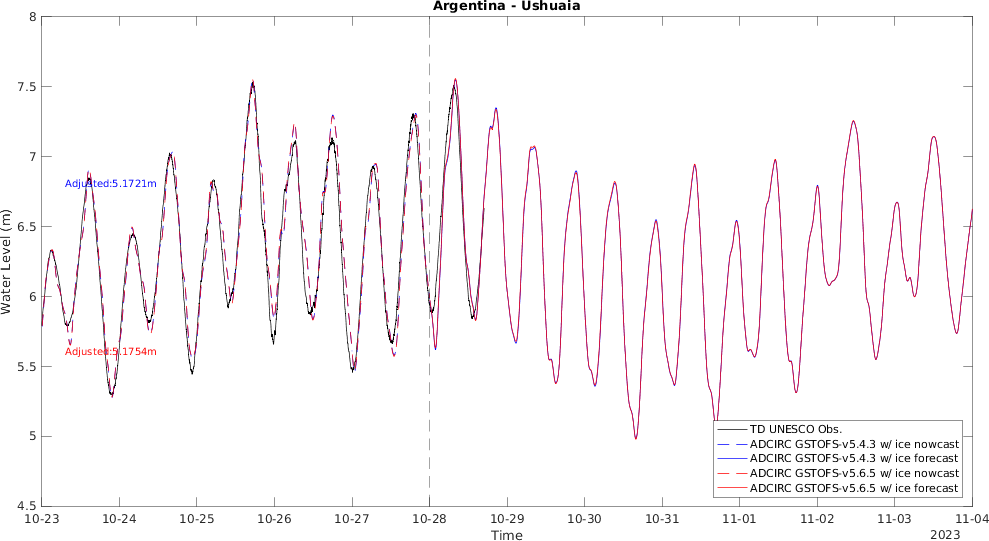 Argentina - Ushuaia
8
7.5
7
6.5
6
5.5
5
4.5
Water Level (m)
Adjusted:5.1721m
Adjusted:5.1754m
TD UNESCO Obs.
ADCIRC GSTOFS-v5.4.3 w/ ice nowcast
ADCIRC GSTOFS-v5.4.3 w/ ice forecast
ADCIRC GSTOFS-v5.6.5 w/ ice nowcast
ADCIRC GSTOFS-v5.6.5 w/ ice forecast
10-23 10-24 10-25 10-26 10-27 10-28 10-29 10-30 10-31 11-01 11-02 11-03 11-04
Time
2023